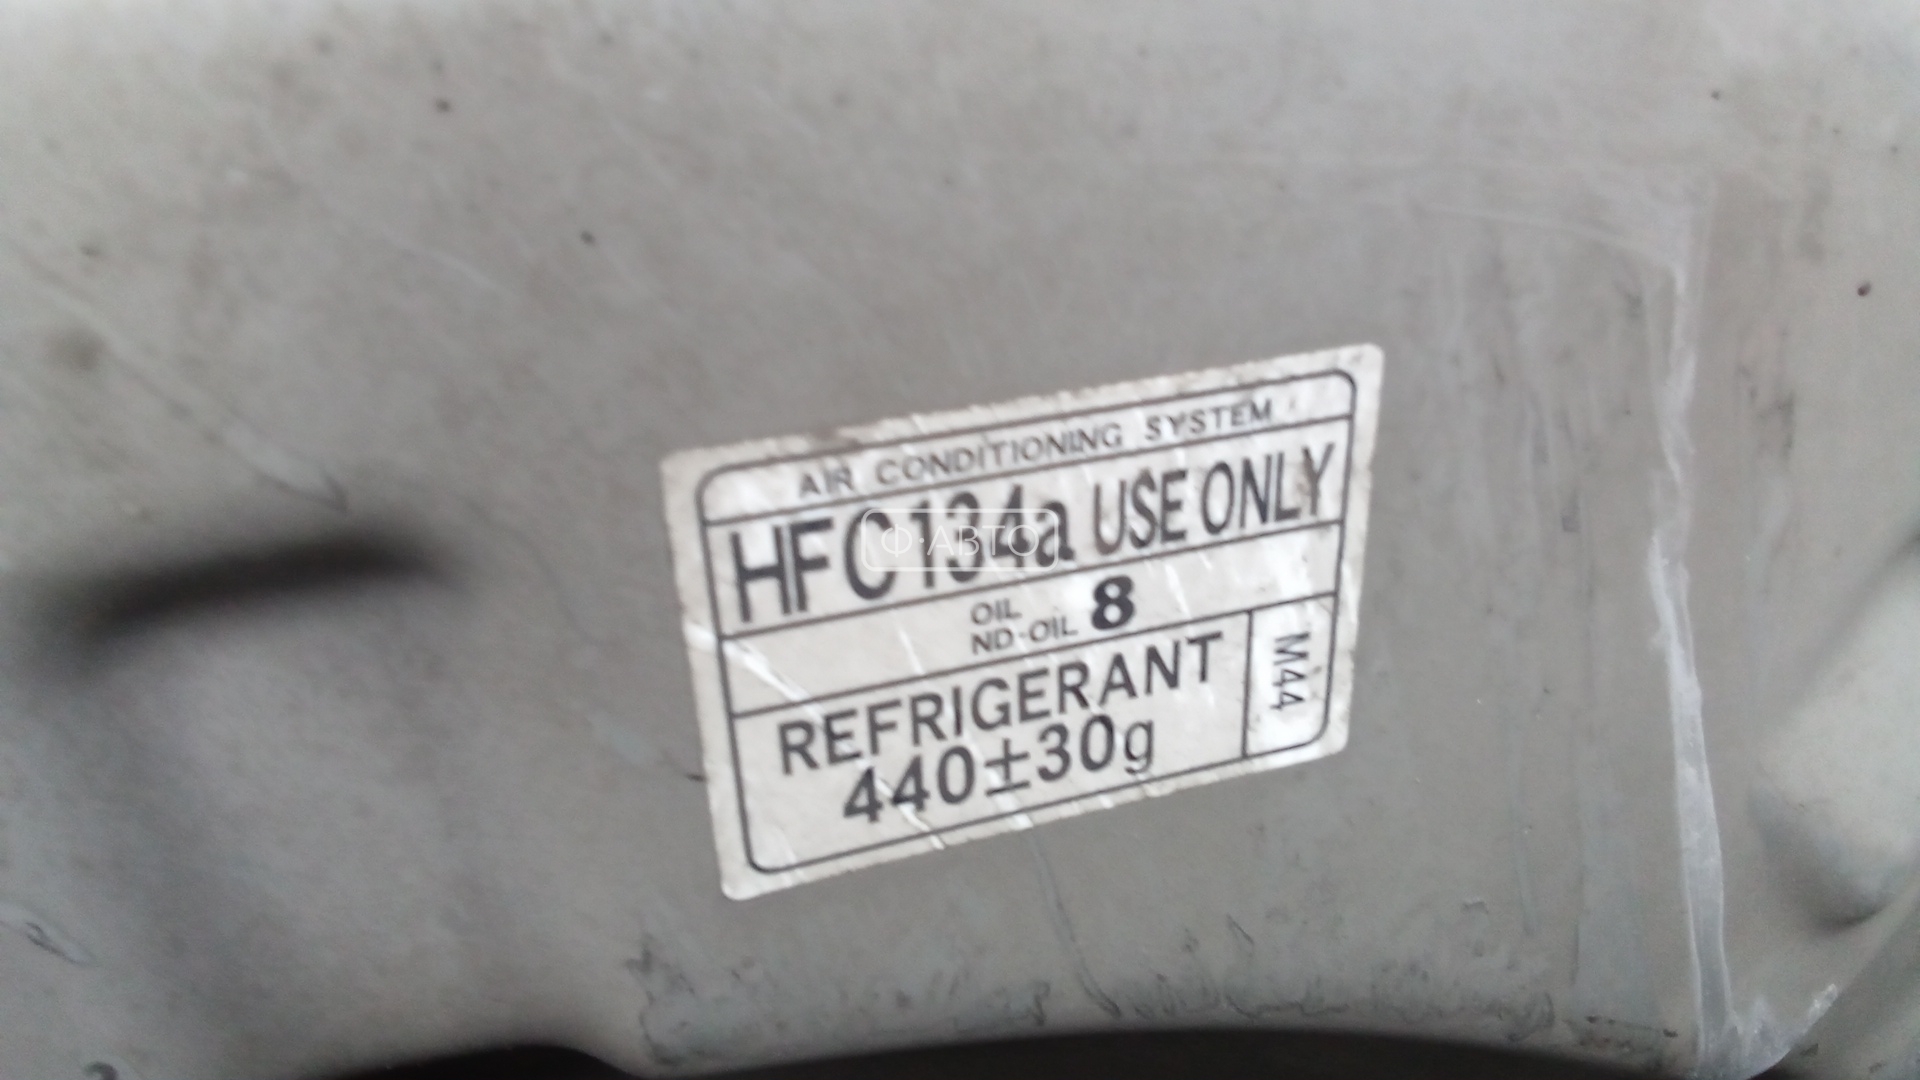 AIR CONDITIONING SYSTEM
HFC134a USE ONLY
OIL
ND-OIL 8
REFRIGERANT
440±30g
M44
Ф·АВТО